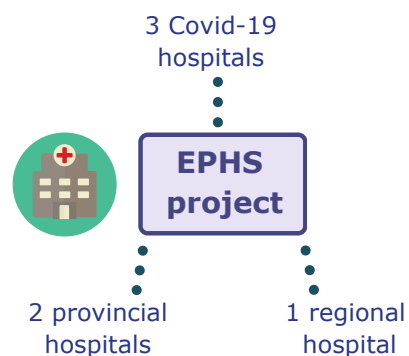 3 Covid-19
hospitals
EPHS
project
2 provincial
hospitals
1 regional
hospital